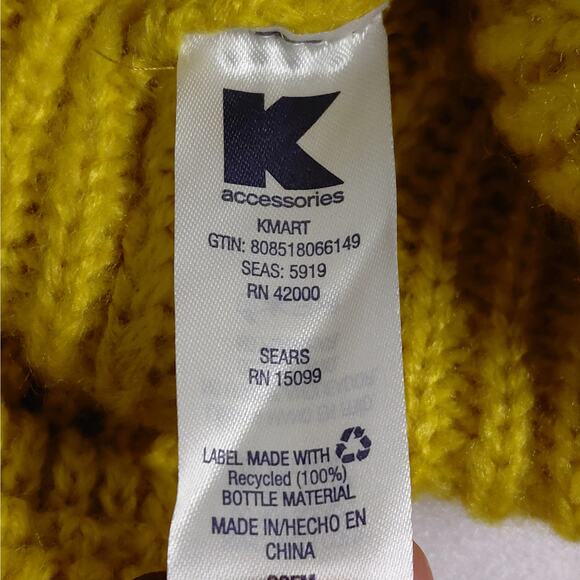 K
accessories
KMART
GTIN: 808518066149
SEAS: 5919
RN 42000
SEARS
RN 15099
LABEL MADE WITH
Recycled (100%)
BOTTLE MATERIAL
MADE IN/HECHO EN
CHINA